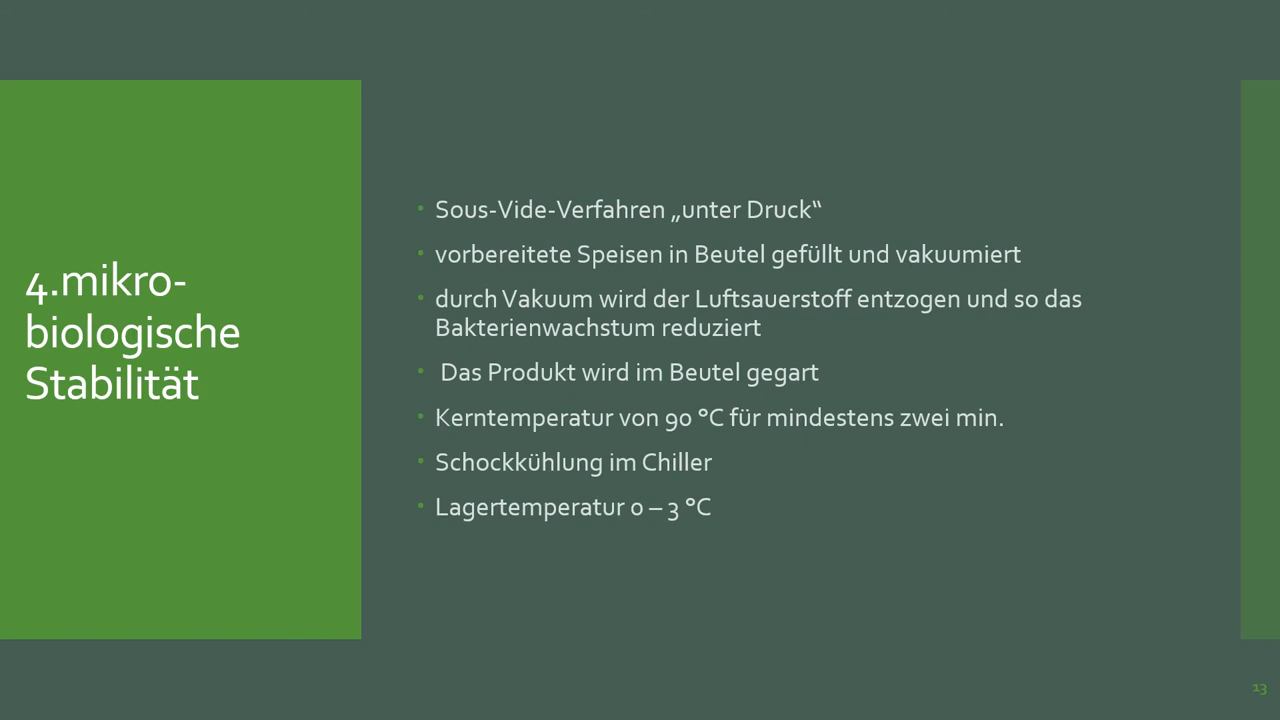 4.mikro-
biologische
Stabilität
• Sous-Vide-Verfahren „unter Druck“
• vorbereitete Speisen in Beutel gefüllt und vakuumiert
• durch Vakuum wird der Luftsauerstoff entzogen und so das
Bakterienwachstum reduziert
• Das Produkt wird im Beutel gegart
• Kerntemperatur von 90 °C für mindestens zwei min.
• Schockkühlung im Chiller
• Lagertemperatur 0 – 3 °C
13